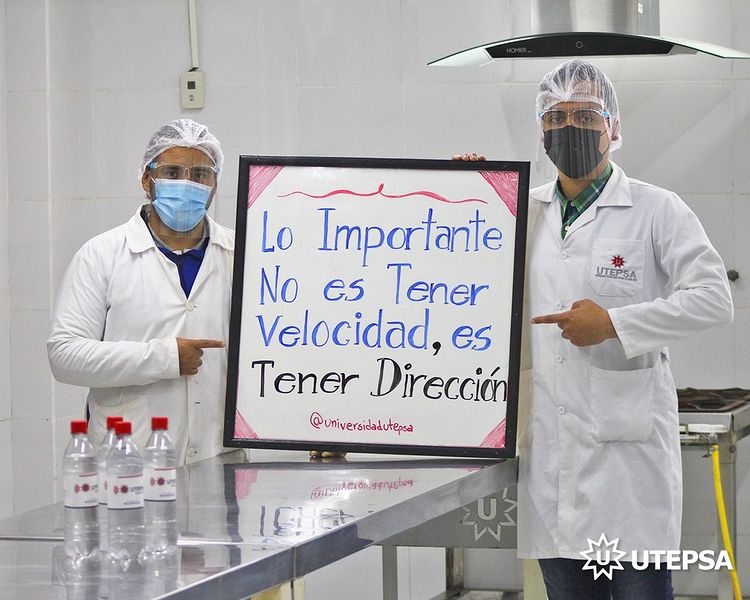 HOMER
Lo Importante
No es Tener
Velocidad, es
Tener Dirección
@universidadutepsa
U
UTEPSA
U UTEPSA